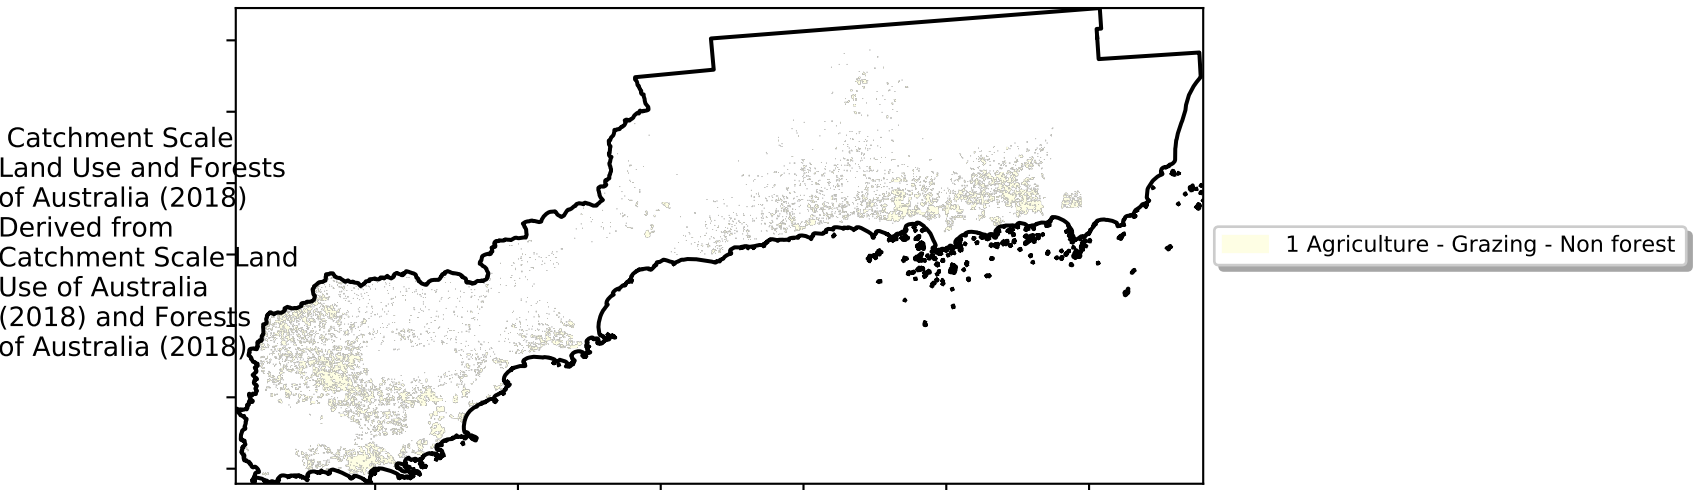 Catchment Scale
Land Use and Forests
of Australia (2018)
Derived from
Catchment Scale Land
Use of Australia
(2018) and Forests
of Australia (2018)
1 Agriculture - Grazing - Non forest